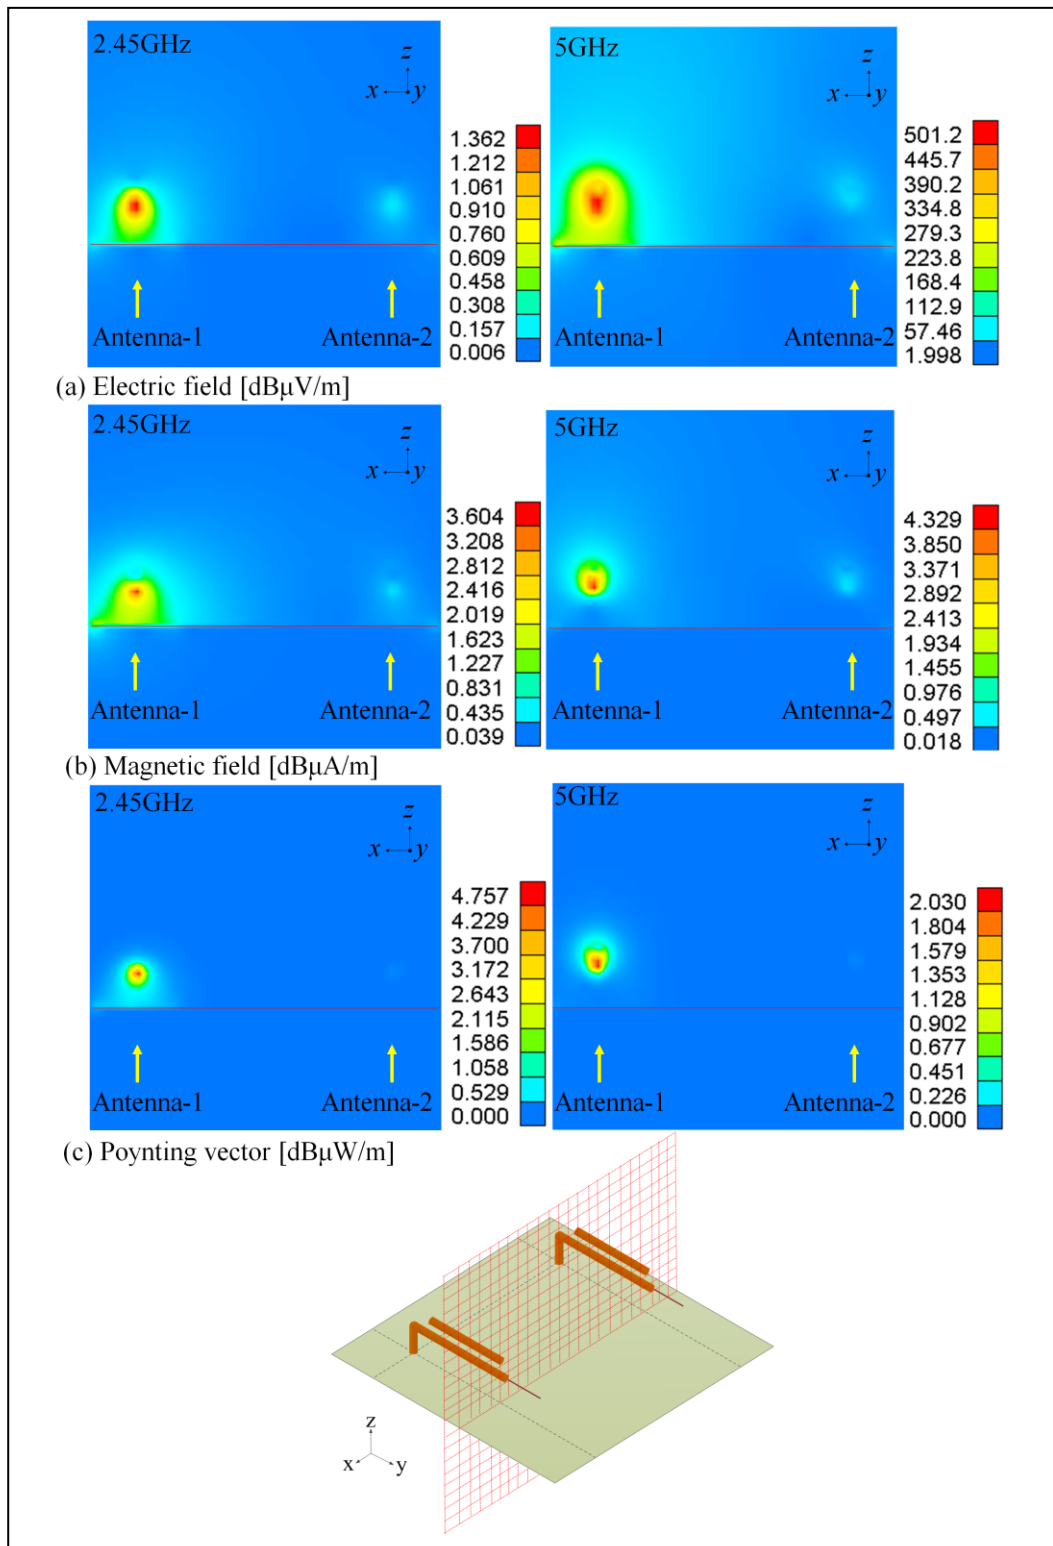 2.45GHz
z
x y
1.362
1.212
1.061
0.910
0.760
0.609
0.458
0.308
0.157
0.006
Antenna-1 Antenna-2
5GHz
z
x y
501.2
445.7
390.2
334.8
279.3
223.8
168.4
112.9
57.46
1.998
Antenna-1 Antenna-2
(a) Electric field [dBμV/m]
2.45GHz
z
x y
3.604
3.208
2.812
2.416
2.019
1.623
1.227
0.831
0.435
0.039
Antenna-1 Antenna-2
5GHz
z
x y
4.329
3.850
3.371
2.892
2.413
1.934
1.455
0.976
0.497
0.018
Antenna-1 Antenna-2
(b) Magnetic field [dBμA/m]
2.45GHz
z
x y
4.757
4.229
3.700
3.172
2.643
2.115
1.586
1.058
0.529
0.000
Antenna-1 Antenna-2
5GHz
z
x y
2.030
1.804
1.579
1.353
1.128
0.902
0.677
0.451
0.226
0.000
Antenna-1 Antenna-2
(c) Poynting vector [dBμW/m]
z
x y